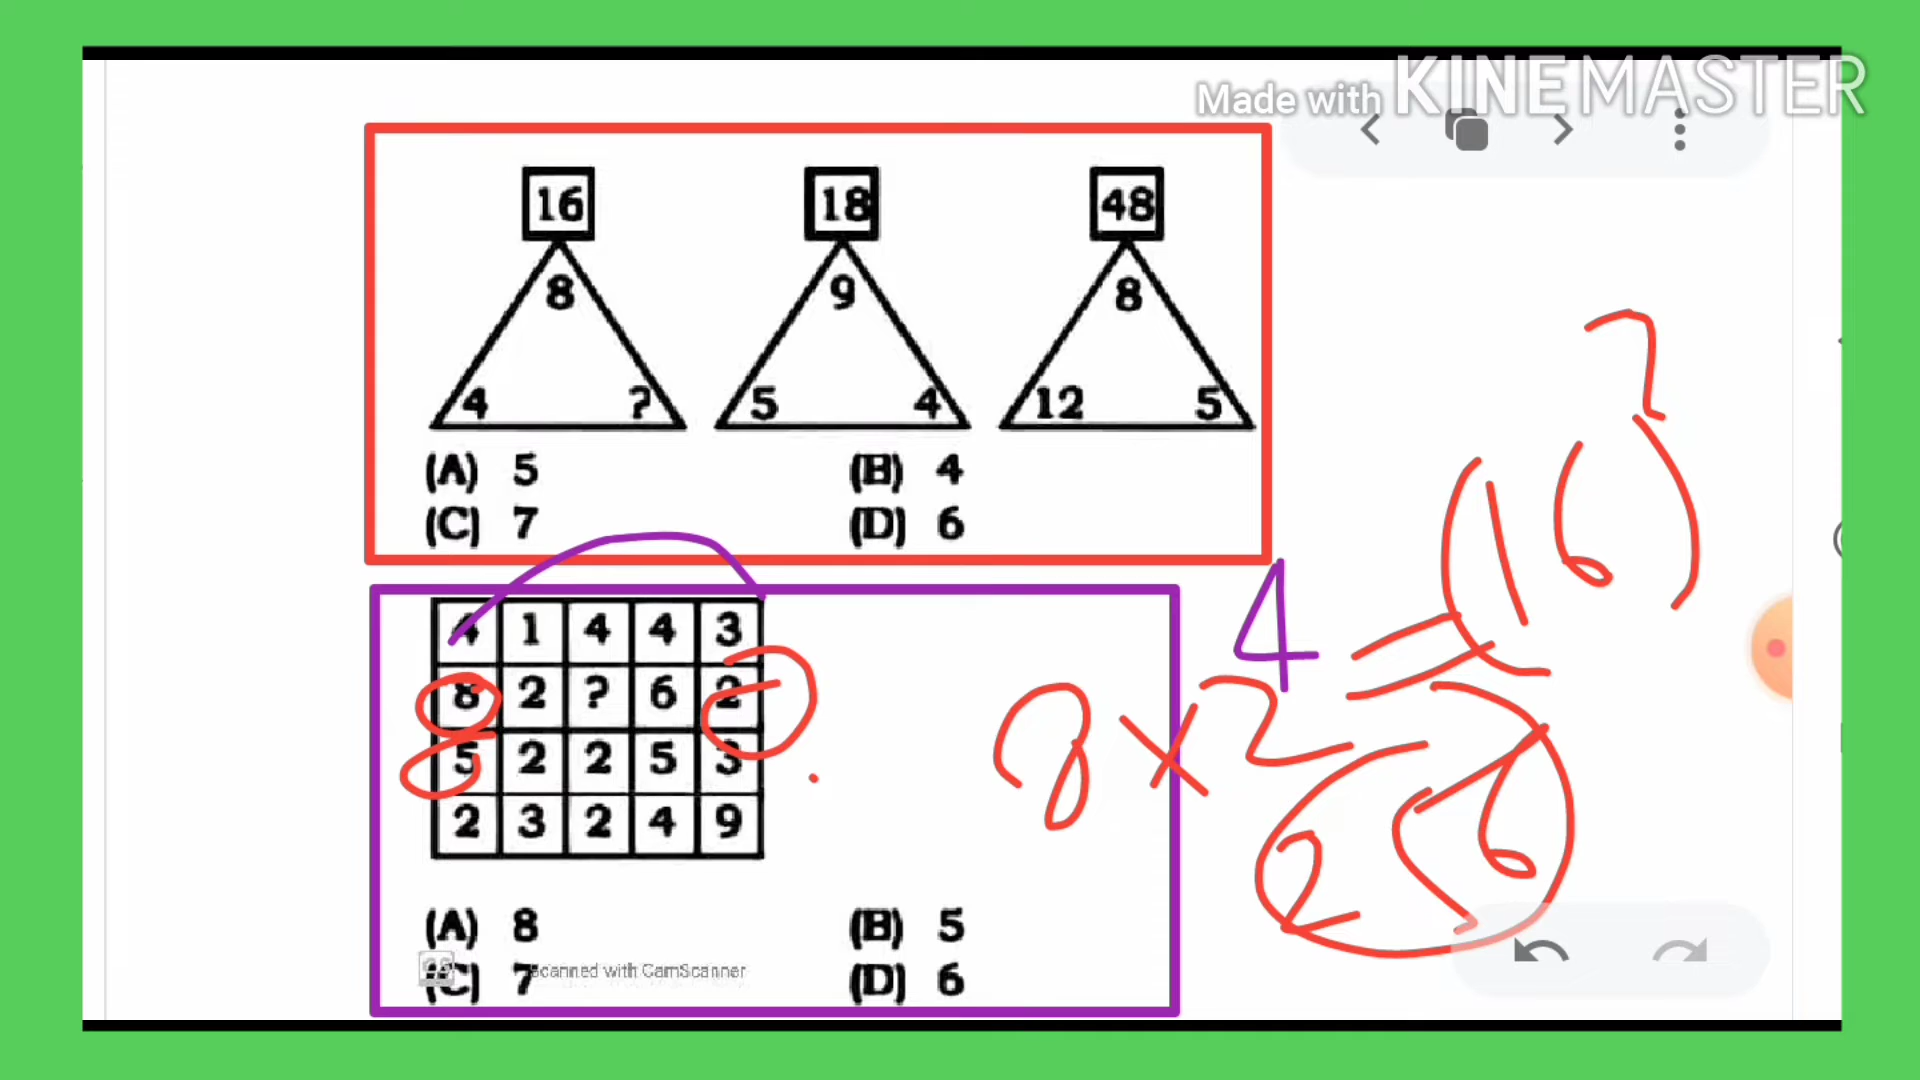 Made with KINEMASTER
16 18 48
8 9 8
4 ? 5 4 12 5
(A) 5 (B) 4
(C) 7 (D) 6
4 1 4 4 3
8 2 ? 6 2
5 2 2 5 3
2 3 2 4 9
(A) 8 (B) 5
(C) 7 (D) 6
scanned with CamScanner
4
(16)
8 x 2 =
256